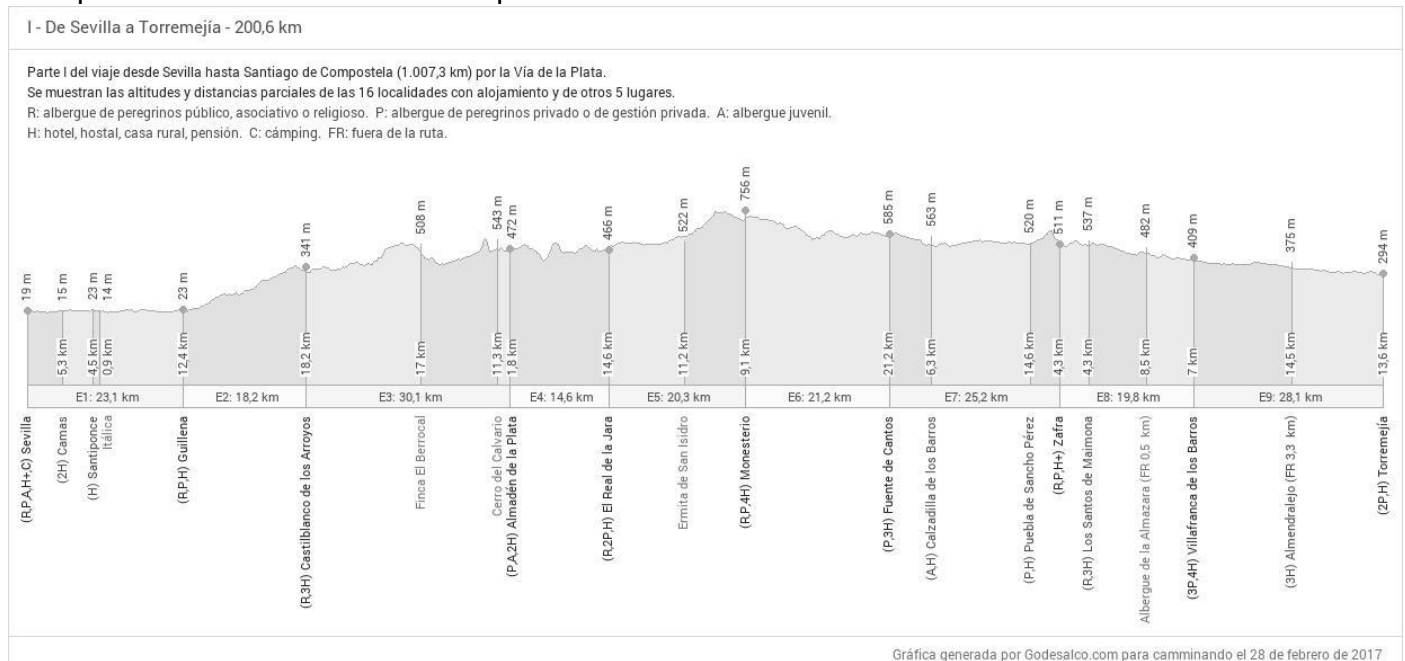 I - De Sevilla a Torremejía - 200,6 km
Parte I del viaje desde Sevilla hasta Santiago de Compostela (1.007,3 km) por la Vía de la Plata.
Se muestran las altitudes y distancias parciales de las 16 localidades con alojamiento y de otros 5 lugares.
R: albergue de peregrinos público, asociativo o religioso. P: albergue de peregrinos privado o de gestión privada. A: albergue juvenil.
H: hotel, hostal, casa rural, pensión. C: cámping. FR: fuera de la ruta.
19 m
15 m
23 m
14 m
23 m
341 m
508 m
543 m
472 m
466 m
522 m
756 m
585 m
563 m
520 m
511 m
537 m
482 m
409 m
375 m
294 m
5,3 km
4,5 km
0,9 km
12,4 km
18,2 km
17 km
11,3 km
1,8 km
14,6 km
11,2 km
9,1 km
21,2 km
6,3 km
14,6 km
4,3 km
4,3 km
8,5 km
7 km
14,5 km
13,6 km
E1: 23,1 km
E2: 18,2 km
E3: 30,1 km
E4: 14,6 km
E5: 20,3 km
E6: 21,2 km
E7: 25,2 km
E8: 19,8 km
E9: 28,1 km
(R,P,A,H+,C) Sevilla
(2H) Camas
(H) Santiponce
Itálica
(R,P,H) Guillena
(R,3H) Castilblanco de los Arroyos
Finca El Berrocal
Cerro del Calvario
(P,A,2H) Almadén de la Plata
(R,2P,H) El Real de la Jara
Ermita de San Isidro
(R,P,4H) Monesterio
(P,3H) Fuente de Cantos
(A,H) Calzadilla de los Barros
(P,H) Puebla de Sancho Pérez
(R,P,H+) Zafra
(R,3H) Los Santos de Maimona
Albergue de la Almazara (FR 0,5 km)
(3P,4H) Villafranca de los Barros
(3H) Almendralejo (FR 3,3 km)
(2P,H) Torremejía
Gráfica generada por Godesalco.com para camminando el 28 de febrero de 2017